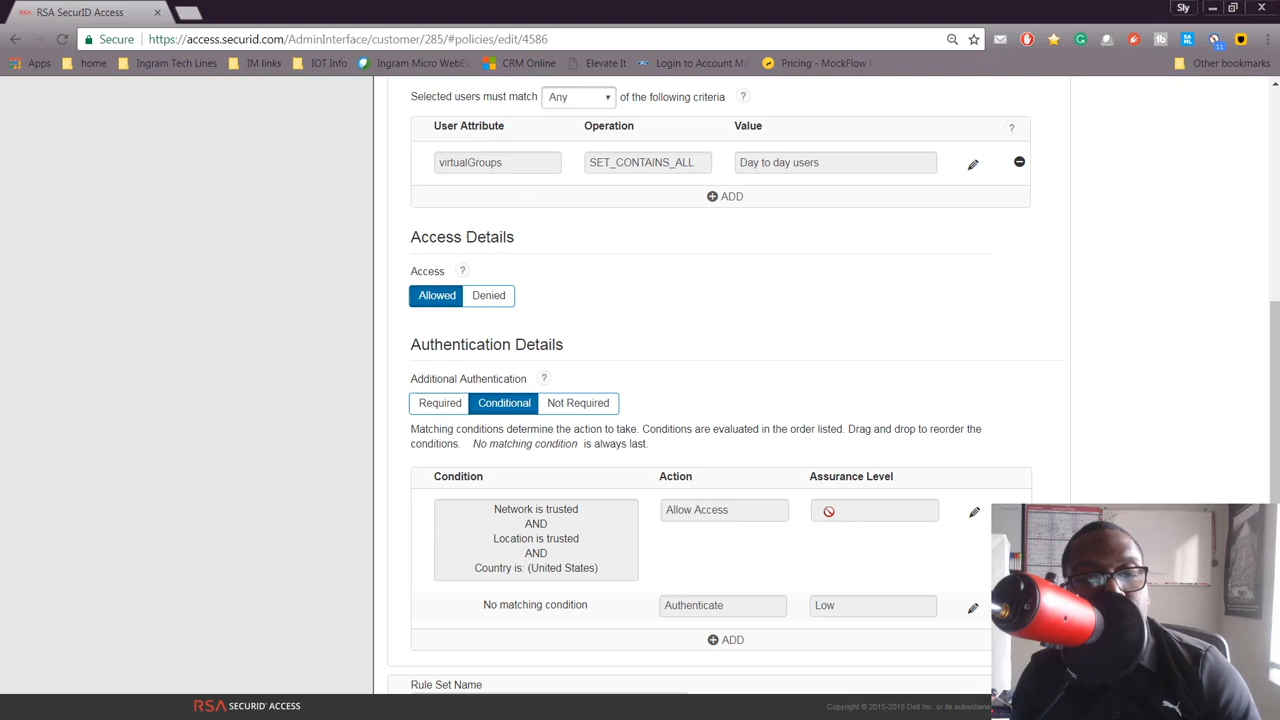 RSA SecurID Access
Sly
Secure
https://access.securid.com/AdminInterface/customer/285/#policies/edit/4586
Apps
home
Ingram Tech Lines
IM links
IOT Info
Ingram Micro WebEx
CRM Online
Elevate It
Login to Account Ma
Pricing - MockFlow
11
Other bookmarks
Selected users must match Any of the following criteria ?
User Attribute Operation Value ?
virtualGroups SET_CONTAINS_ALL Day to day users
ADD
Access Details
Access ?
Allowed Denied
Authentication Details
Additional Authentication ?
Required Conditional Not Required
Matching conditions determine the action to take. Conditions are evaluated in the order listed. Drag and drop to reorder the
conditions. No matching condition is always last.
Condition Action Assurance Level
Network is trusted
AND
Location is trusted
AND
Country is: (United States)
Allow Access
No matching condition Authenticate Low
ADD
Rule Set Name
RSA SECURID ACCESS
Copyright © 2015-2016 Dell Inc. or its subsidiaries